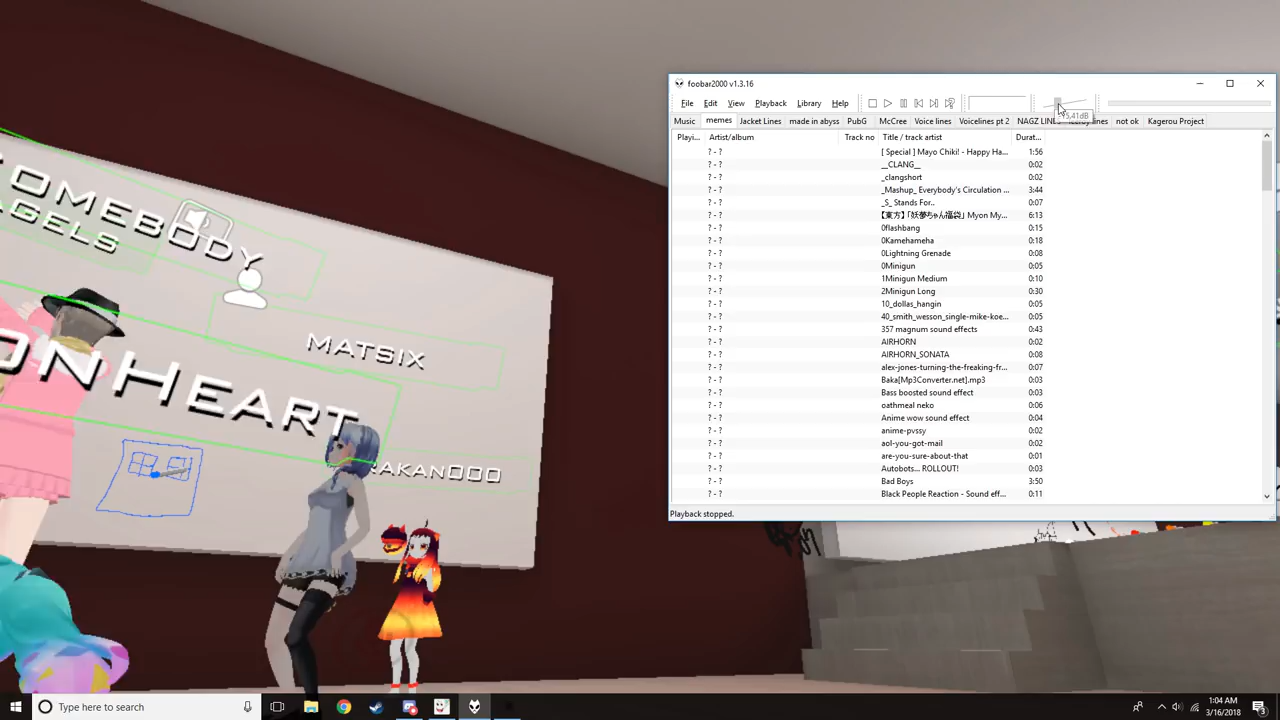 OMEBODY
AGELS
MATSIX
ONHEART
RAKAN000
foobar2000 v1.3.16
File Edit View Playback Library Help
Music memes Jacket Lines made in abyss PubG McCree Voice lines Voicelines pt 2 NAGZ LINES lines not ok Kagerou Project
Playi... Artist/album Track no Title / track artist Durat...
? - ? [ Special ] Mayo Chiki! - Happy Ha... 1:56
? - ? __CLANG__ 0:02
? - ? _clangshort 0:02
? - ? _Mashup_ Everybody's Circulation ... 3:44
? - ? _S_ Stands For.. 0:07
? - ? 【東方】「妖夢ちゃん福袋」 Myon My... 6:13
? - ? 0flashbang 0:15
? - ? 0Kamehameha 0:18
? - ? 0Lightning Grenade 0:08
? - ? 0Minigun 0:05
? - ? 1Minigun Medium 0:10
? - ? 2Minigun Long 0:30
? - ? 10_dollas_hangin 0:05
? - ? 40_smith_wesson_single-mike-koe... 0:05
? - ? 357 magnum sound effects 0:43
? - ? AIRHORN 0:02
? - ? AIRHORN_SONATA 0:08
? - ? alex-jones-turning-the-freaking-fr... 0:07
? - ? Baka[Mp3Converter.net].mp3 0:03
? - ? Bass boosted sound effect 0:03
? - ? oathmeal neko 0:06
? - ? Anime wow sound effect 0:04
? - ? anime-pvssy 0:02
? - ? aol-you-got-mail 0:02
? - ? are-you-sure-about-that 0:01
? - ? Autobots... ROLLOUT! 0:03
? - ? Bad Boys 3:50
? - ? Black People Reaction - Sound eff... 0:11
Playback stopped.
Type here to search
1:04 AM
3/16/2018
3